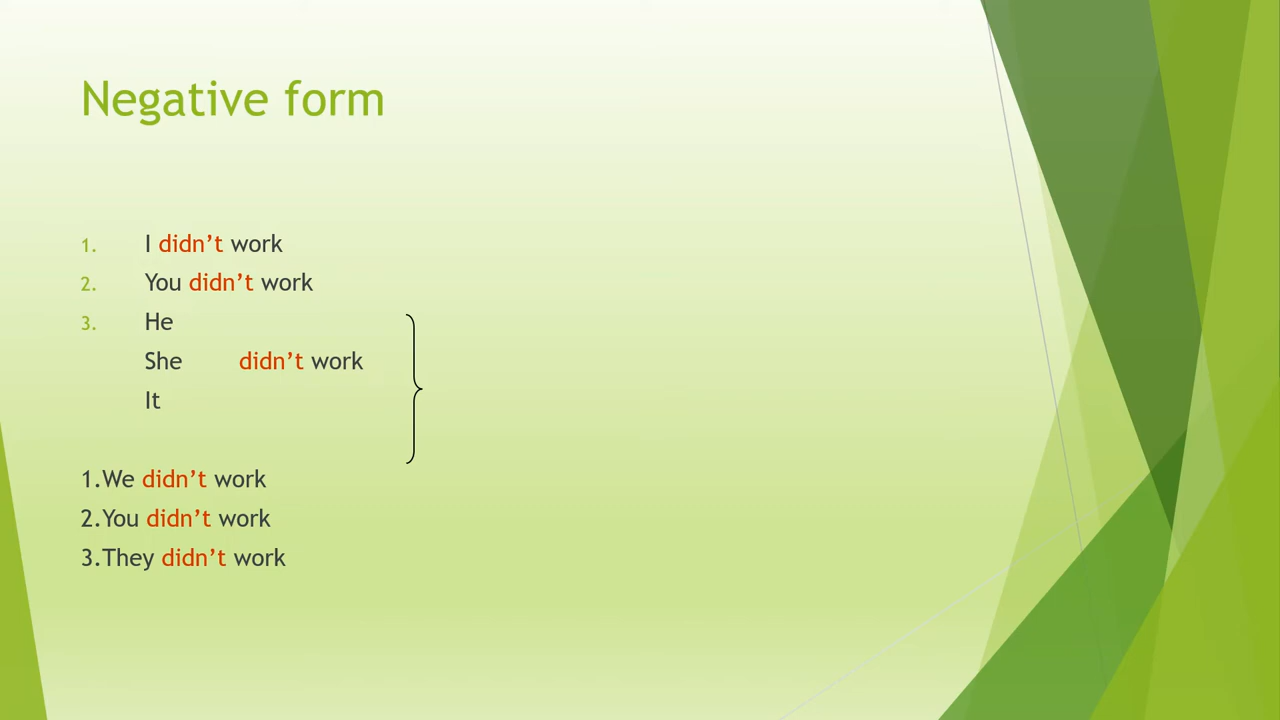 Negative form
1. I didn’t work
2. You didn’t work
3. He
She didn’t work
It
1.We didn’t work
2.You didn’t work
3.They didn’t work